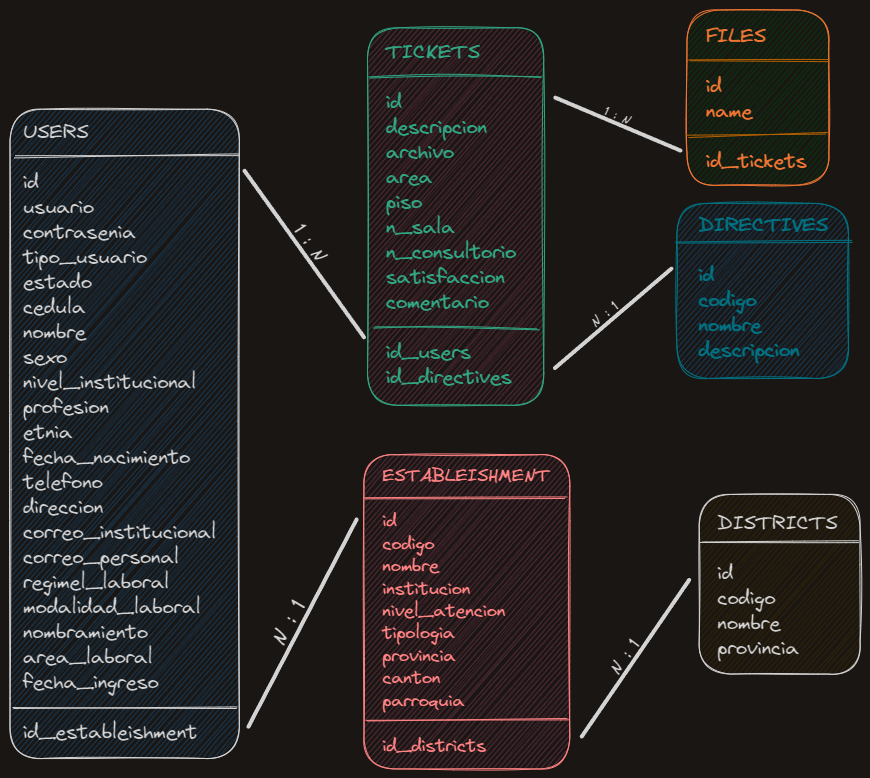 USERS
id
usuario
contrasenia
tipo_usuario
estado
cedula
nombre
sexo
nivel_institucional
profesion
etnia
fecha_nacimiento
telefono
direccion
correo_institucional
correo_personal
regimel_laboral
modalidad_laboral
nombramiento
area_laboral
fecha_ingreso
id_estableishment
1 : N
N : 1
TICKETS
id
descripcion
archivo
area
piso
n_sala
n_consultorio
satisfaccion
comentario
id_users
id_directives
1 : N
N : 1
FILES
id
name
id_tickets
DIRECTIVES
id
codigo
nombre
descripcion
ESTABLEISHMENT
id
codigo
nombre
institucion
nivel_atencion
tipologia
provincia
canton
parroquia
id_districts
N : 1
DISTRICTS
id
codigo
nombre
provincia